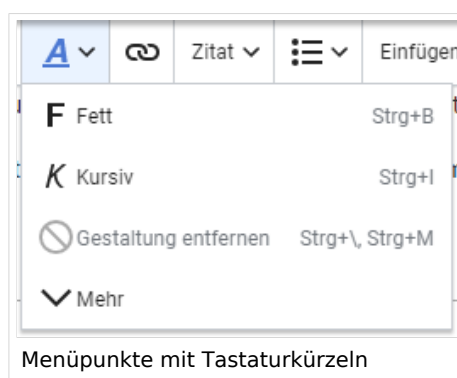 A Zitat Einfügen
F Fett Strg+B
K Kursiv Strg+I
Gestaltung entfernen Strg+\, Strg+M
Mehr
Menüpunkte mit Tastaturkürzeln